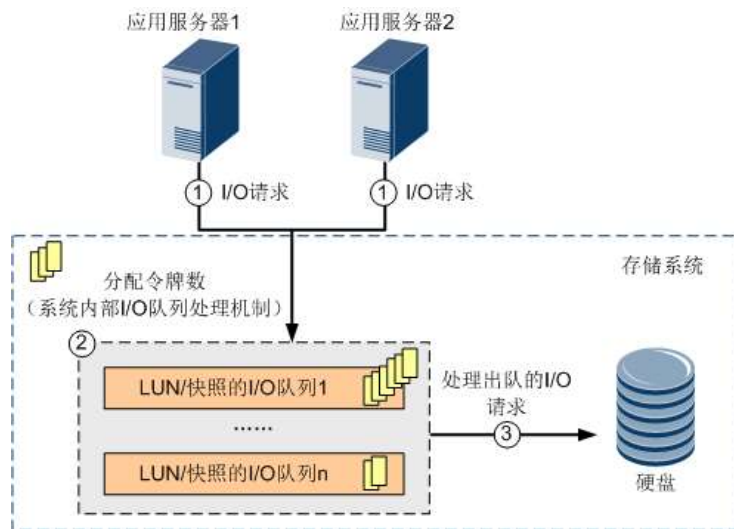 应用服务器1
应用服务器2
① I/O请求
① I/O请求
分配令牌数
（系统内部I/O队列处理机制）
存储系统
②
LUN/快照的I/O队列1
......
LUN/快照的I/O队列n
处理出队的I/O
请求
③
硬盘